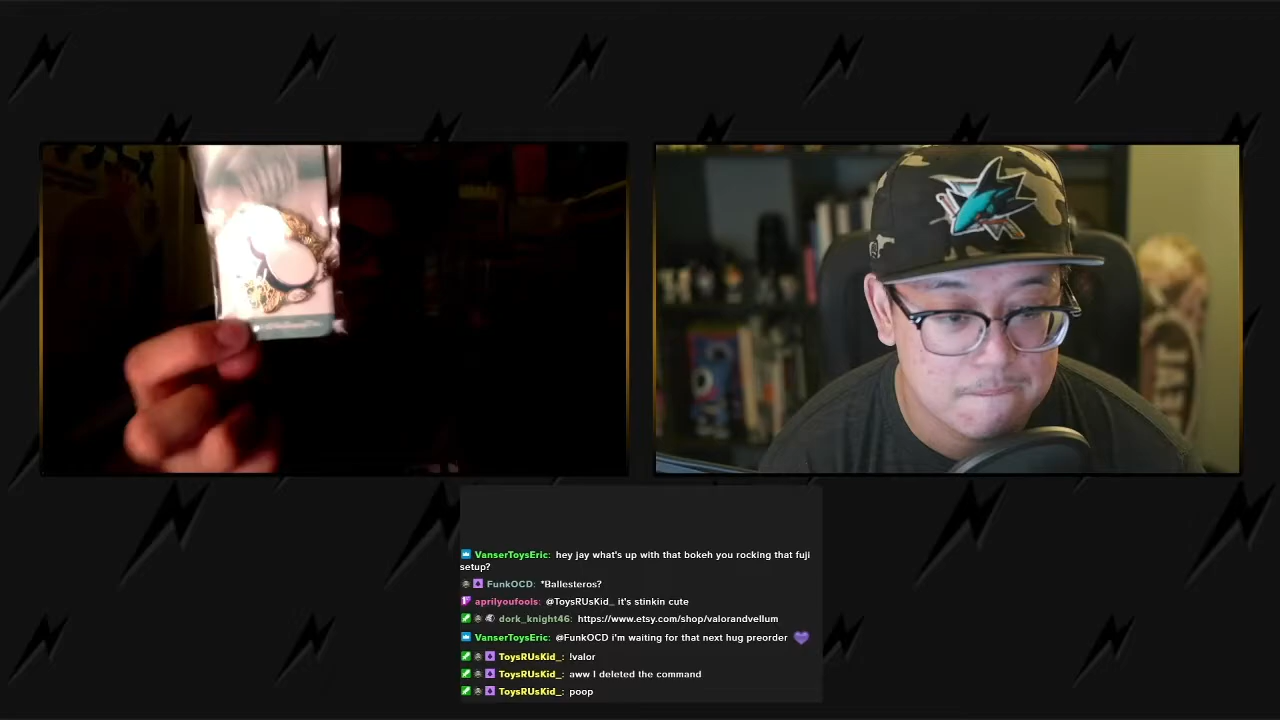 JAY
VanserToysEric: hey jay what's up with that bokeh you rocking that fuji
setup?
FunkOCD: *Ballesteros?
aprilyoufools: @ToysRUsKid_ it's stinkin cute
dork_knight46: https://www.etsy.com/shop/valorandvellum
VanserToysEric: @FunkOCD i'm waiting for that next hug preorder
ToysRUsKid_: !valor
ToysRUsKid_: aww I deleted the command
ToysRUsKid_: poop